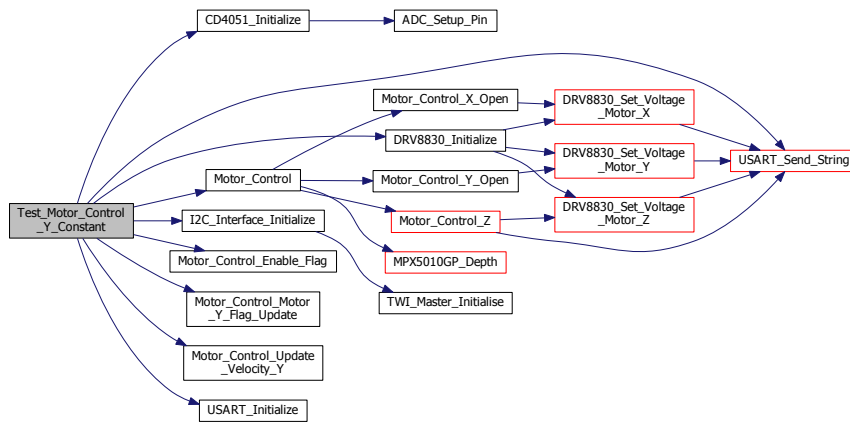 CD4051_Initialize
ADC_Setup_Pin
Motor_Control_X_Open
DRV8830_Set_Voltage
_Motor_X
DRV8830_Initialize
USART_Send_String
DRV8830_Set_Voltage
_Motor_Y
Motor_Control
Motor_Control_Y_Open
Test_Motor_Control
_Y_Constant
I2C_Interface_Initialize
Motor_Control_Z
DRV8830_Set_Voltage
_Motor_Z
Motor_Control_Enable_Flag
MPX5010GP_Depth
Motor_Control_Motor
_Y_Flag_Update
TWI_Master_Initialise
Motor_Control_Update
_Velocity_Y
USART_Initialize